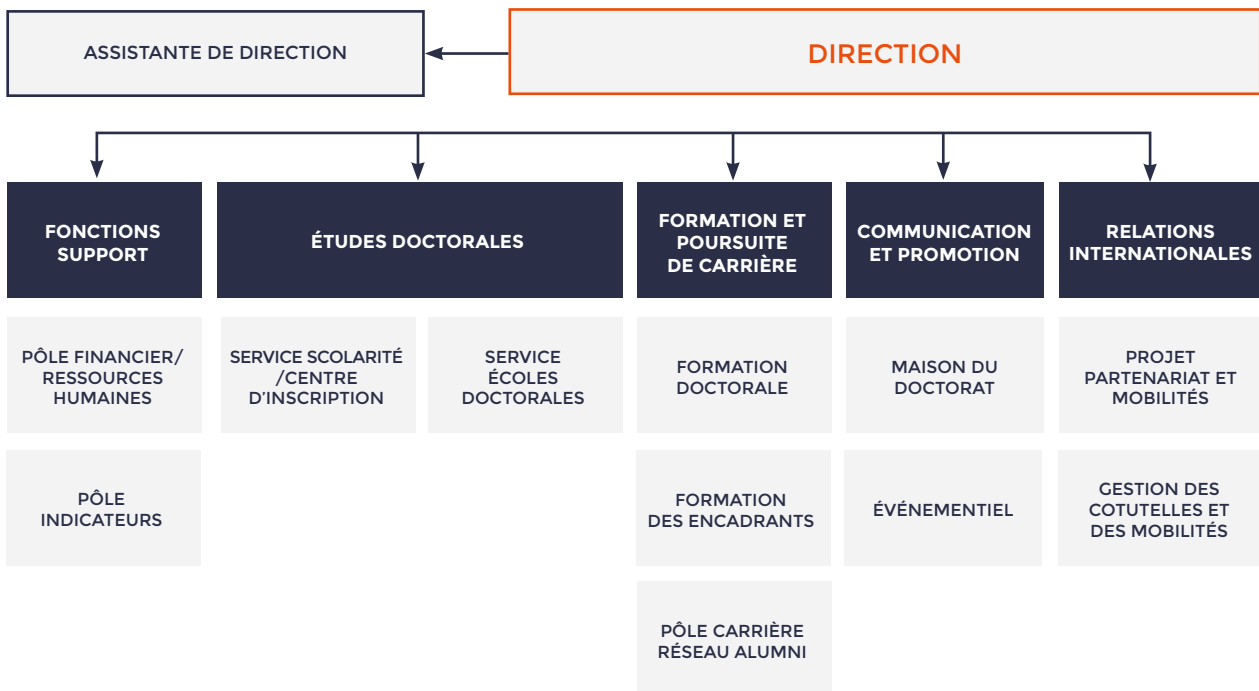 ASSISTANTE DE DIRECTION
DIRECTION
FONCTIONS
SUPPORT
ÉTUDES DOCTORALES
FORMATION ET
POURSUITE
DE CARRIÈRE
COMMUNICATION
ET PROMOTION
RELATIONS
INTERNATIONALES
PÔLE FINANCIER/
RESSOURCES
HUMAINES
SERVICE SCOLARITÉ
/CENTRE
D'INSCRIPTION
SERVICE
ÉCOLES
DOCTORALES
FORMATION
DOCTORALE
MAISON DU
DOCTORAT
PROJET
PARTENARIAT ET
MOBILITÉS
PÔLE
INDICATEURS
FORMATION
DES ENCADRANTS
ÉVÉNEMENTIEL
GESTION DES
COTUTELLES ET
DES MOBILITÉS
PÔLE CARRIÈRE
RÉSEAU ALUMNI